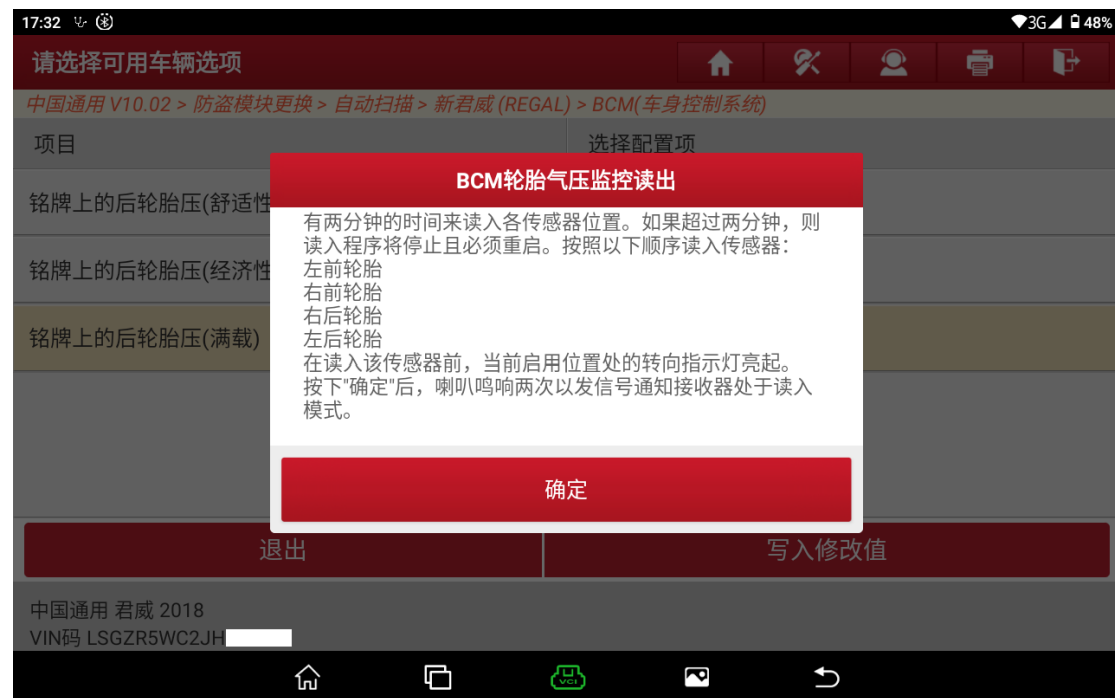 17:32
3G 48%
请选择可用车辆选项
中国通用 V10.02 > 防盗模块更换 > 自动扫描 > 新君威 (REGAL) > BCM(车身控制系统)
项目
选择配置项
BCM轮胎气压监控读出
铭牌上的后轮胎压(舒适性
铭牌上的后轮胎压(经济性
铭牌上的后轮胎压(满载)
有两分钟的时间来读入各传感器位置。如果超过两分钟，则
读入程序将停止且必须重启。按照以下顺序读入传感器：
左前轮胎
右前轮胎
右后轮胎
左后轮胎
在读入该传感器前，当前启用位置处的转向指示灯亮起。
按下"确定"后，喇叭鸣响两次以发信号通知接收器处于读入
模式。
确定
退出
写入修改值
中国通用 君威 2018
VIN码 LSGZR5WC2JH
VCI